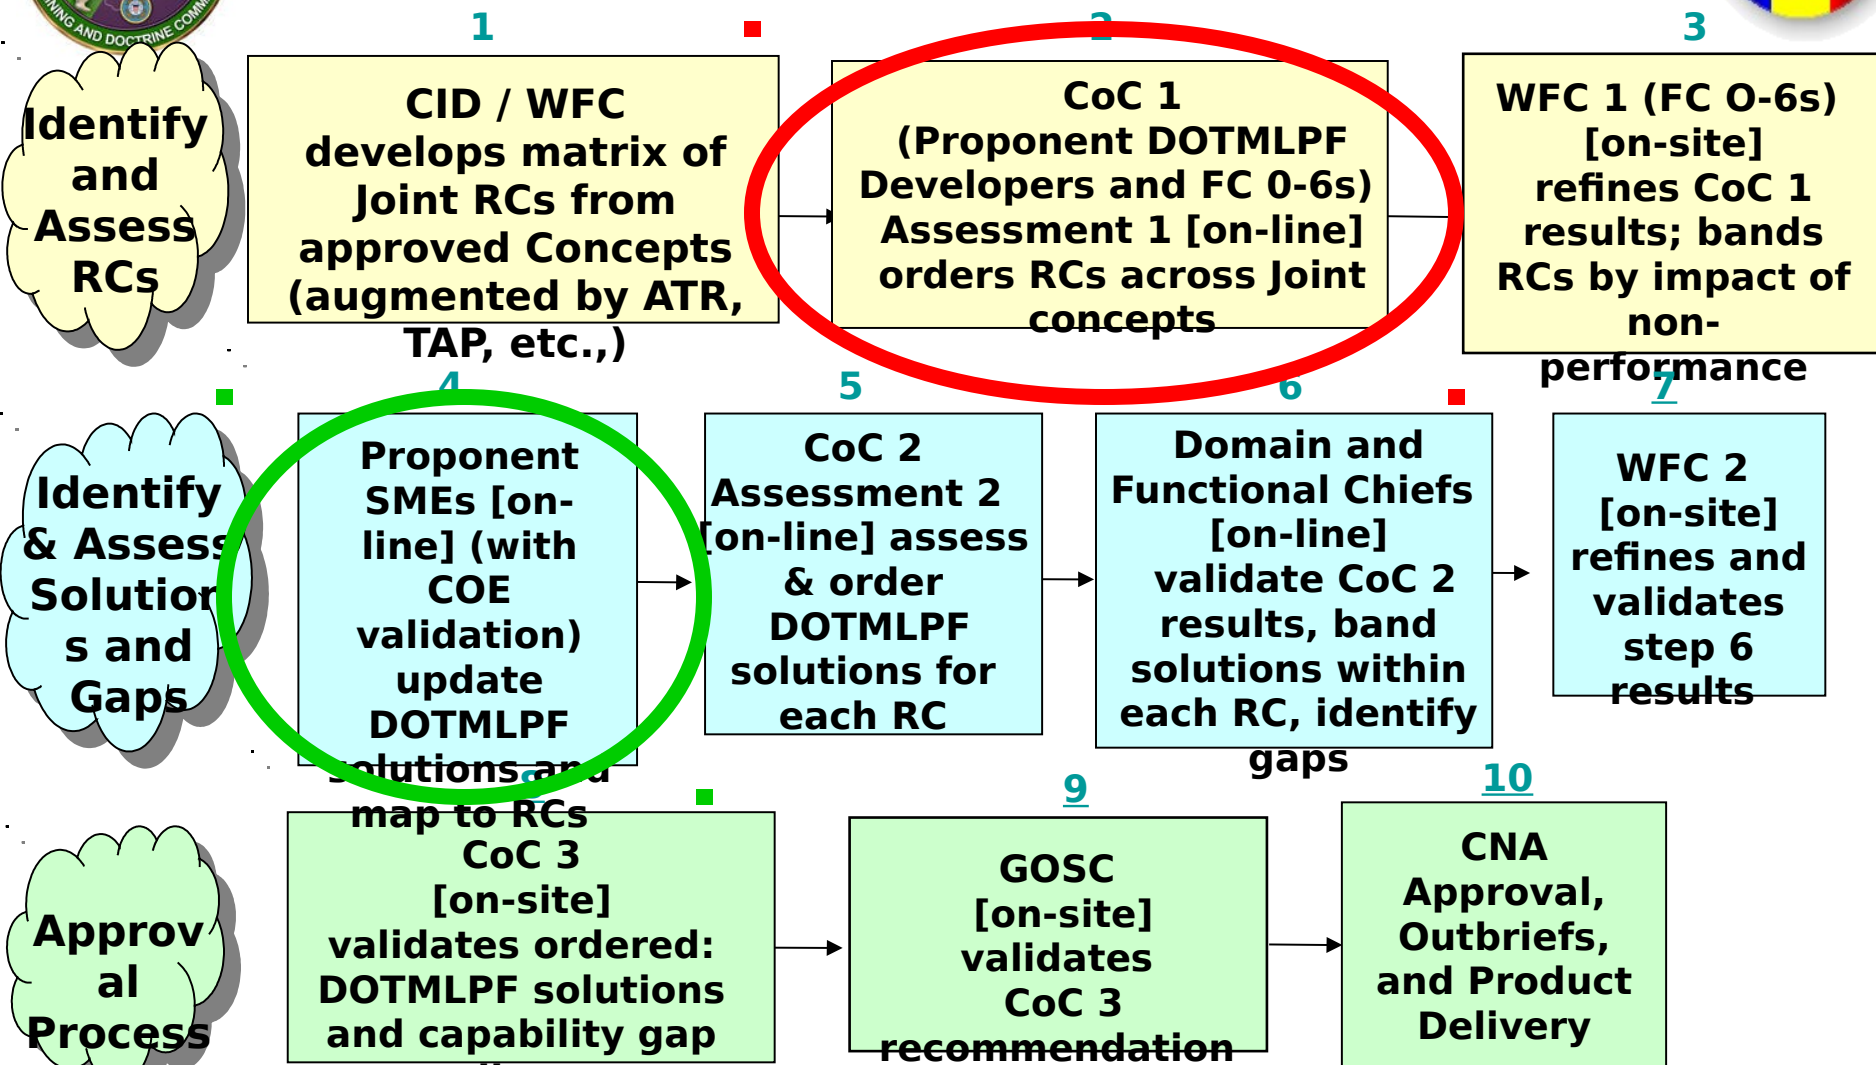 AND DOCTRINE
1
2
3
Identify
and
Assess
RCs
CID / WFC
develops matrix of
Joint RCs from
approved Concepts
(augmented by ATR,
TAP, etc.,)
CoC 1
(Proponent DOTMLPF
Developers and FC 0-6s)
Assessment 1 [on-line]
orders RCs across Joint
concepts
WFC 1 (FC O-6s)
[on-site]
refines CoC 1
results; bands
RCs by impact of
non-
performance
4
5
6
7
Identify
& Assess
Solution
s and
Gaps
Proponent
SMEs [on-
line] (with
COE
validation)
update
DOTMLPF
solutions and
map to RCs
CoC 2
Assessment 2
[on-line] assess
& order
DOTMLPF
solutions for
each RC
Domain and
Functional Chiefs
[on-line]
validate CoC 2
results, band
solutions within
each RC, identify
gaps
WFC 2
[on-site]
refines and
validates
step 6
results
8
9
10
Approv
al
Process
CoC 3
[on-site]
validates ordered:
DOTMLPF solutions
and capability gap
GOSC
[on-site]
validates
CoC 3
recommendation
CNA
Approval,
Outbriefs,
and Product
Delivery